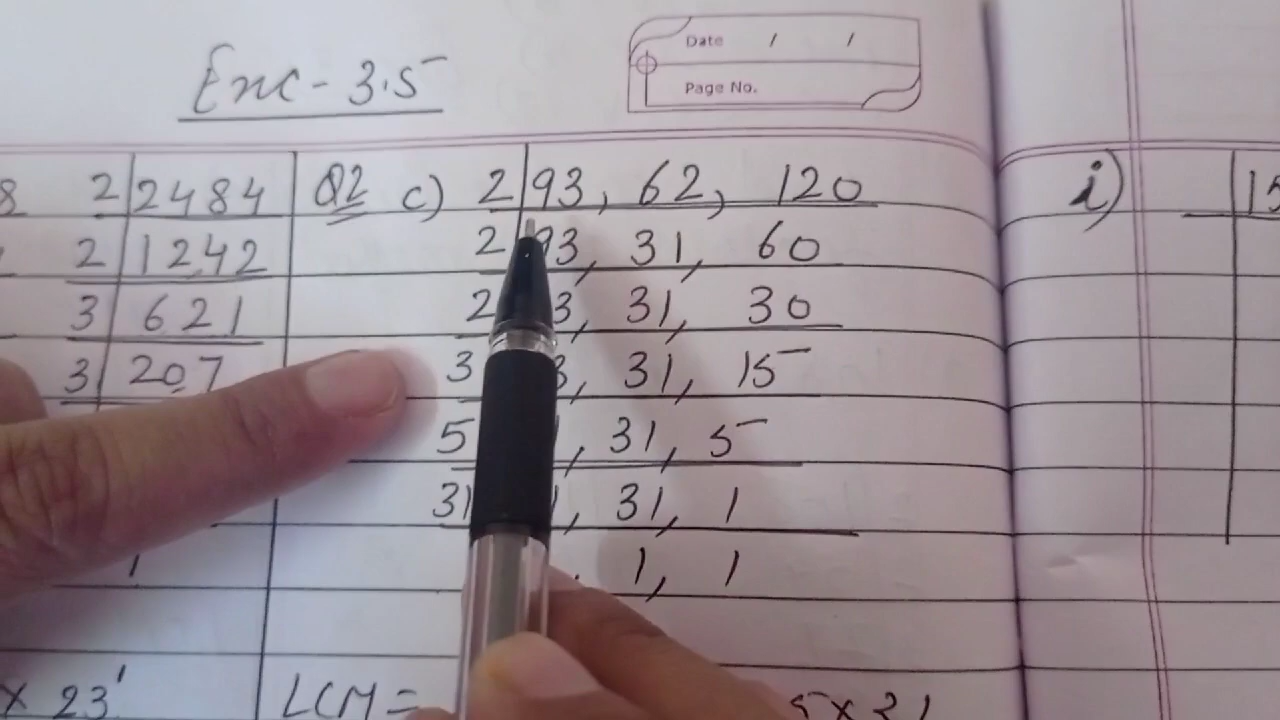 Date / /
Page No.
Exc - 3.5
8 2 2484
2 1242
3 621
3 207
1
x 23'
Q2 c) 2 93, 62, 120
2 93, 31, 60
2 3, 31, 30
3 3, 31, 15
5 , 31, 5
31 1, 31, 1
, 1, 1
LCM = 5 x 31
i) 15